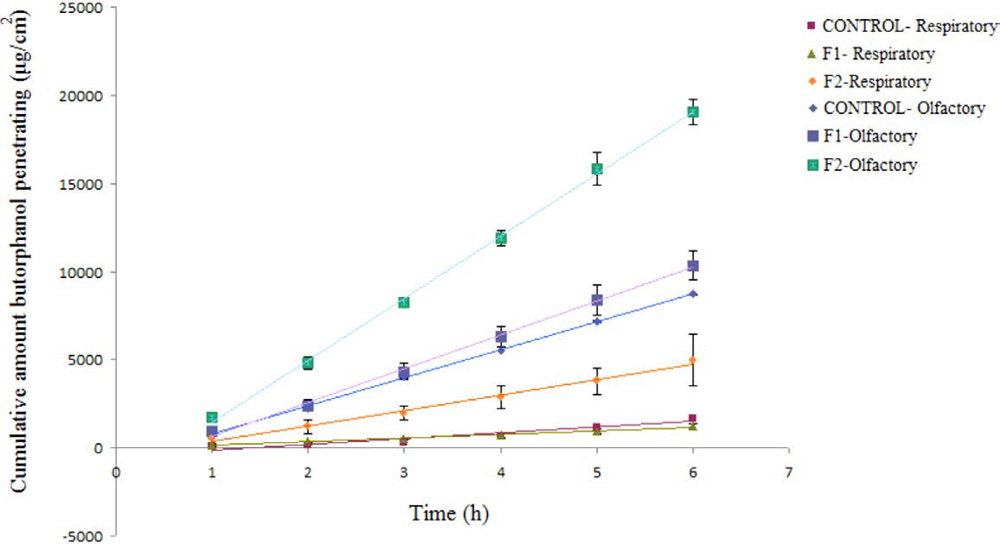 Cumulative amount butorphanol penetrating (µg/cm²)
25000
20000
15000
10000
5000
0
-5000
0 1 2 3 4 5 6 7
Time (h)
CONTROL- Respiratory
F1- Respiratory
F2-Respiratory
CONTROL- Olfactory
F1-Olfactory
F2-Olfactory